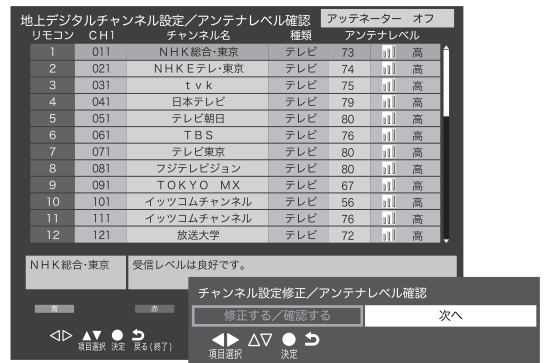 地上デジタルチャンネル設定／アンテナレベル確認 アッテネーター オフ
リモコン CH1 チャンネル名 種類 アンテナレベル
1 011 NHK総合･東京 テレビ 73 高
2 021 NHKEテレ･東京 テレビ 74 高
3 031 tvk テレビ 75 高
4 041 日本テレビ テレビ 79 高
5 051 テレビ朝日 テレビ 80 高
6 061 TBS テレビ 76 高
7 071 テレビ東京 テレビ 80 高
8 081 フジテレビジョン テレビ 80 高
9 091 TOKYO MX テレビ 67 高
10 101 イッツコムチャンネル テレビ 56 高
11 111 イッツコムチャンネル テレビ 76 高
12 121 放送大学 テレビ 72 高
NHK総合･東京 受信レベルは良好です。
青 赤
項目選択 決定 戻る(終了)
チャンネル設定修正／アンテナレベル確認
修正する／確認する 次へ
項目選択 決定